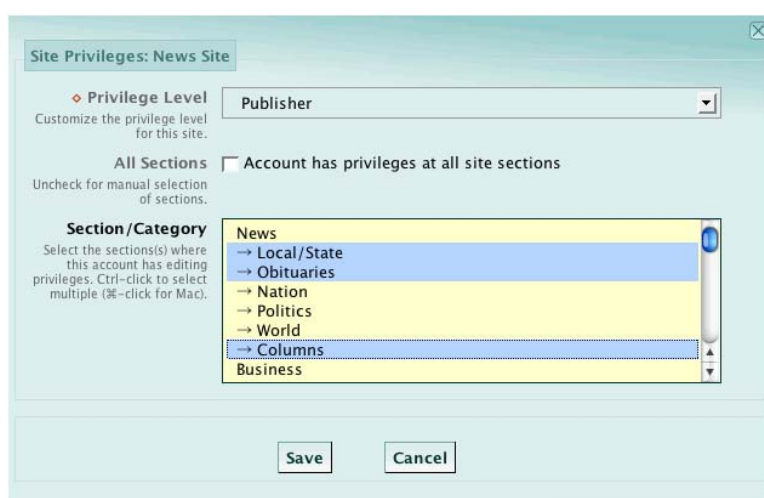 Site Privileges: News Site
Privilege Level
Customize the privilege level
for this site.
Publisher
All Sections
Uncheck for manual selection
of sections.
Account has privileges at all site sections
Section/Category
Select the sections(s) where
this account has editing
privileges. Ctrl-click to select
multiple (⌘-click for Mac).
News
→ Local/State
→ Obituaries
→ Nation
→ Politics
→ World
→ Columns
Business
Save
Cancel